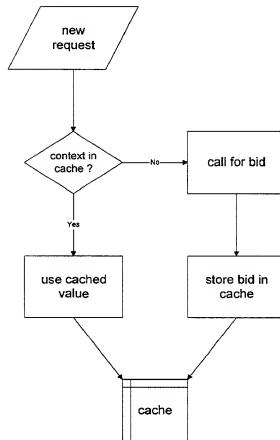 new
request
context in
cache ?
No
call for bid
Yes
use cached
value
store bid in
cache
cache